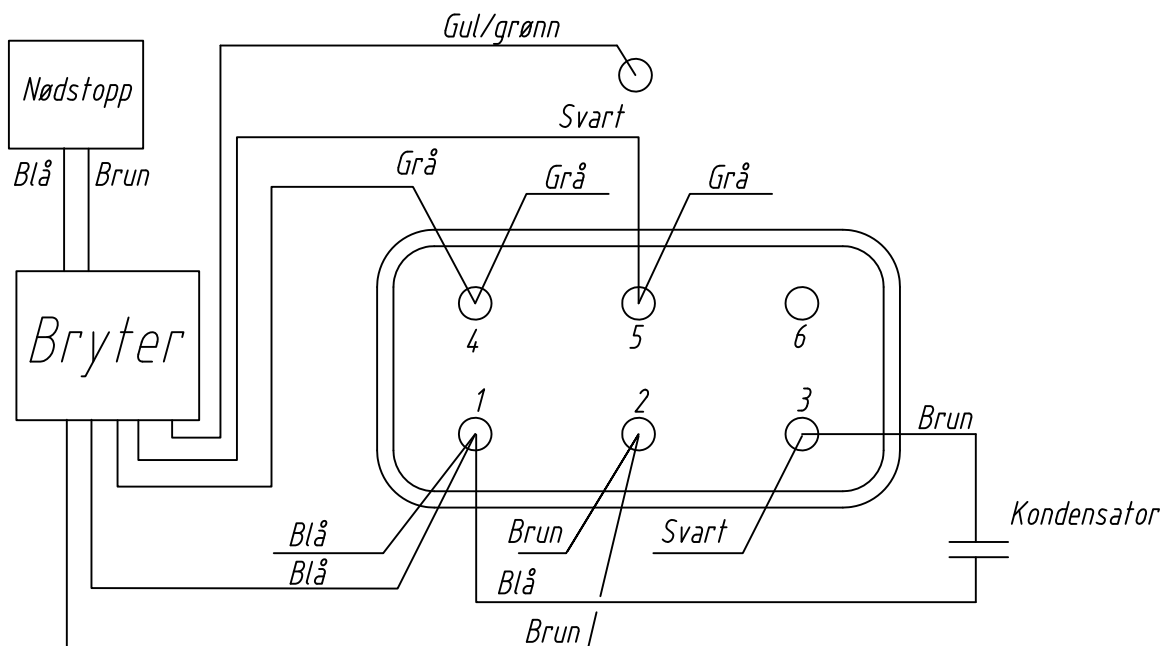 Gul/grønn
Nødstopp
Svart
Blå
Brun
Grå
Grå
Grå
Bryter
4
5
6
1
2
3
Brun
Kondensator
Blå
Brun
Svart
Blå
Blå
Brun